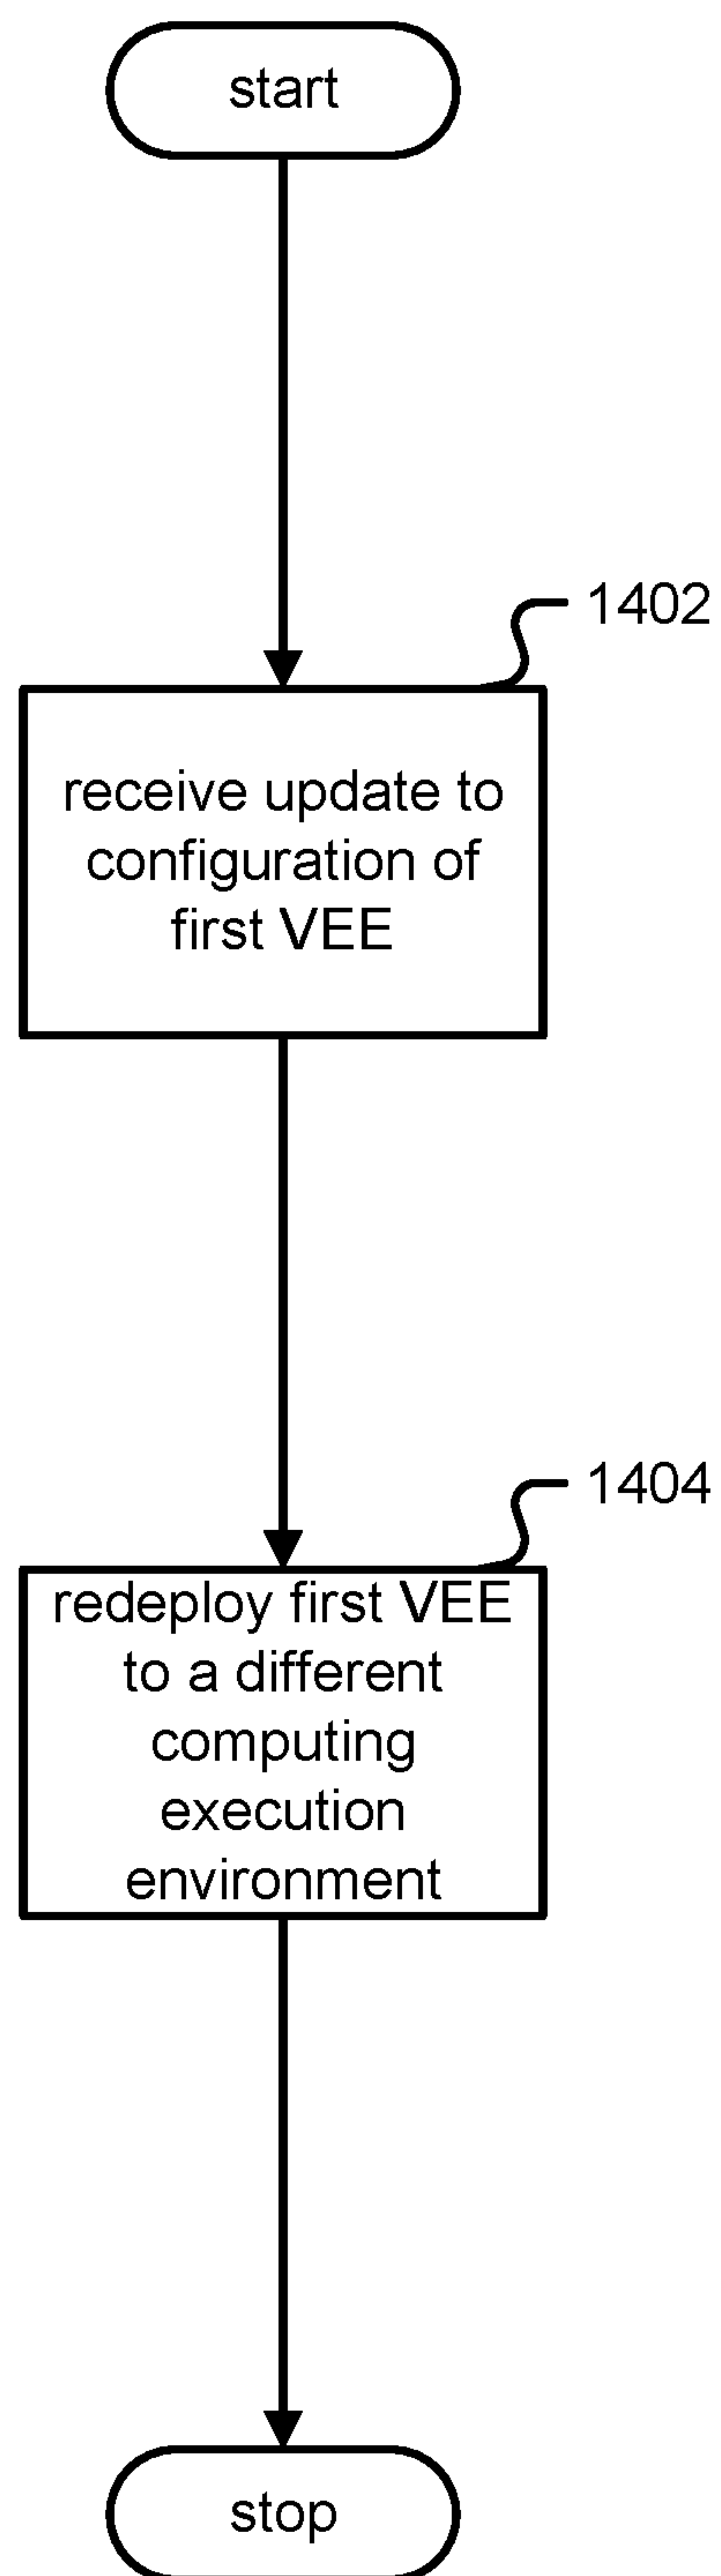 start
1402
receive update to
configuration of
first VEE
1404
redeploy first VEE
to a different
computing
execution
environment
stop